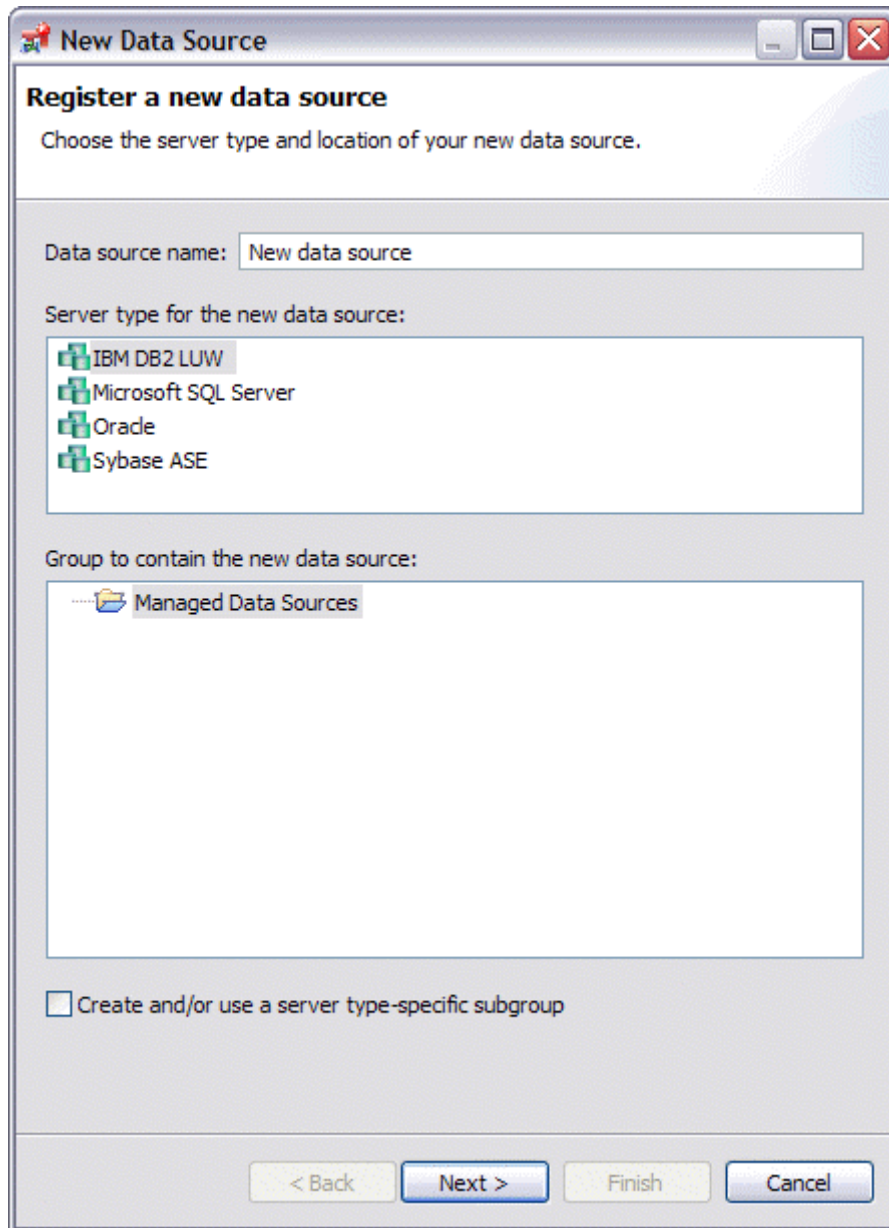 New Data Source
Register a new data source
Choose the server type and location of your new data source.
Data source name: New data source
Server type for the new data source:
IBM DB2 LUW
Microsoft SQL Server
Oracle
Sybase ASE
Group to contain the new data source:
Managed Data Sources
Create and/or use a server type-specific subgroup
< Back Next > Finish Cancel